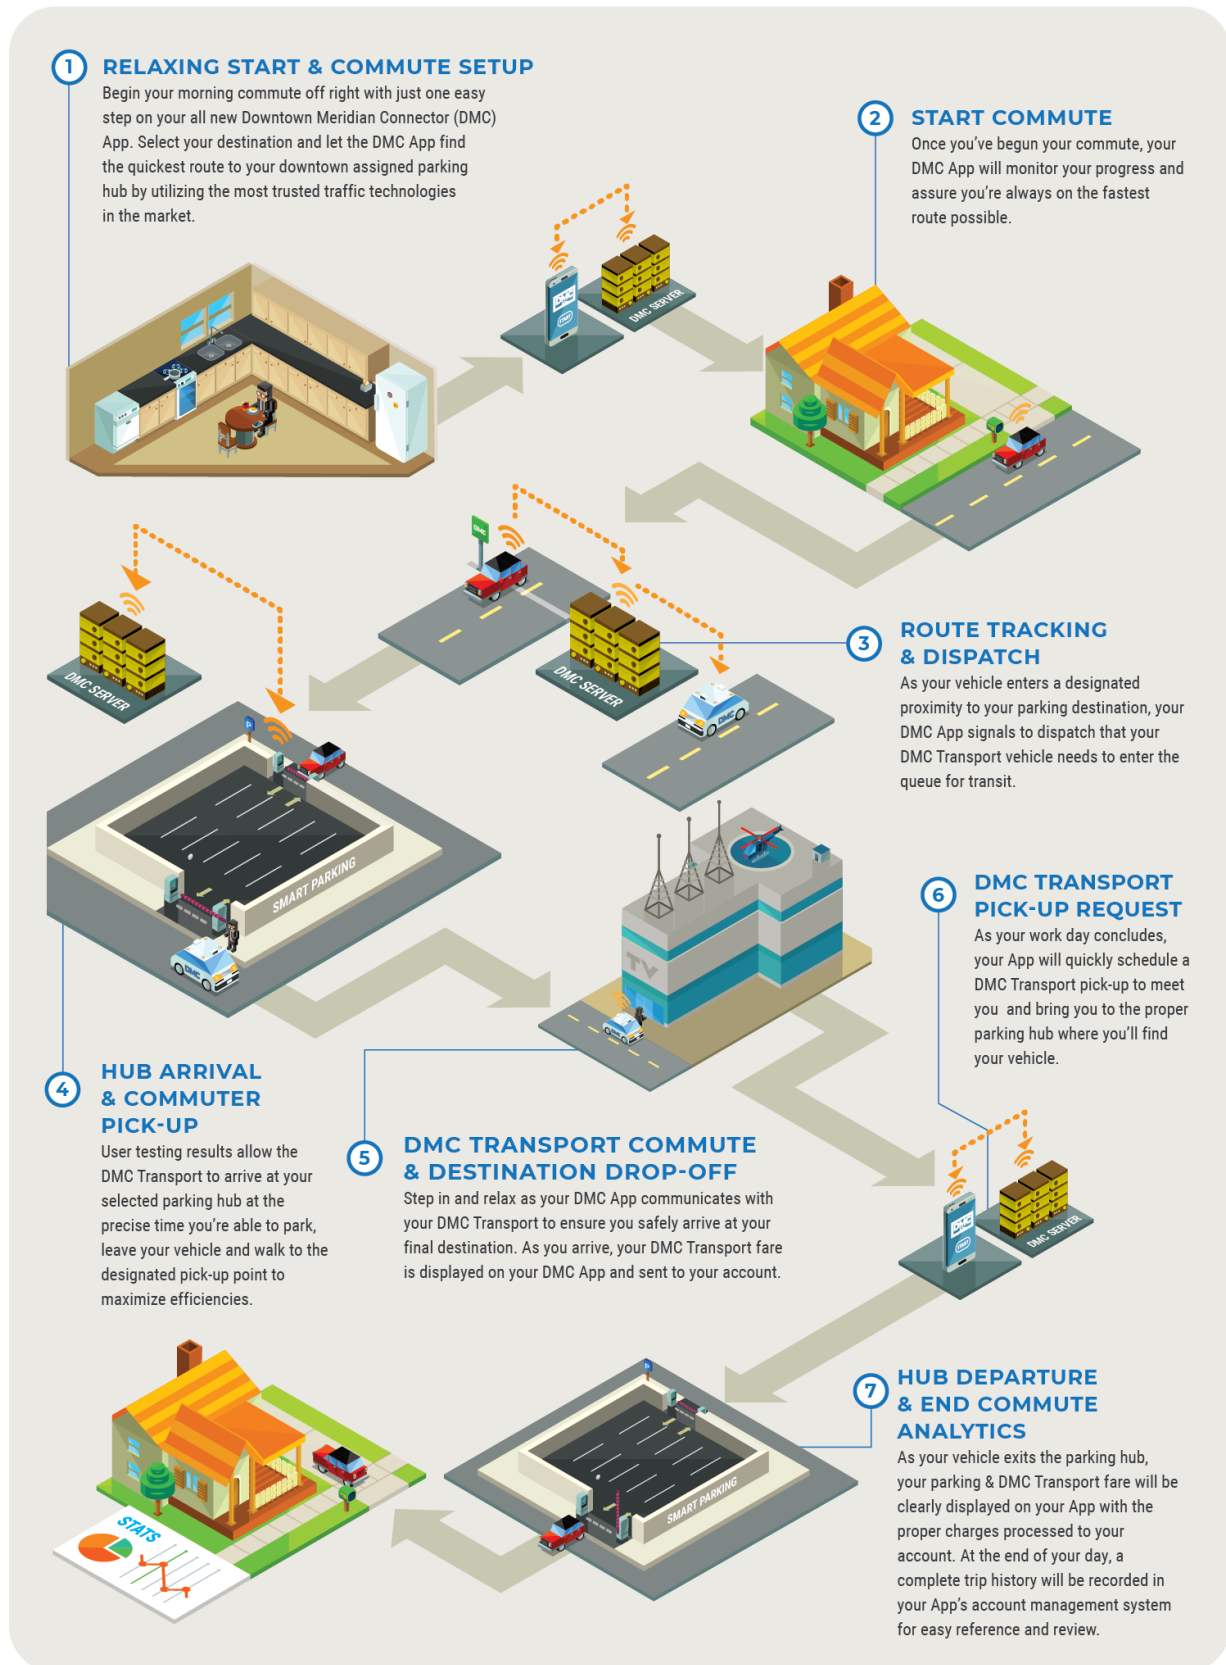 1
RELAXING START & COMMUTE SETUP
Begin your morning commute off right with just one easy
step on your all new Downtown Meridian Connector (DMC)
App. Select your destination and let the DMC App find
the quickest route to your downtown assigned parking
hub by utilizing the most trusted traffic technologies
in the market.
2
START COMMUTE
Once you've begun your commute, your
DMC App will monitor your progress and
assure you're always on the fastest
route possible.
DMC
START
DMC SERVER
DMC
DMC SERVER
DMC SERVER
DMC
3
ROUTE TRACKING
& DISPATCH
As your vehicle enters a designated
proximity to your parking destination, your
DMC App signals to dispatch that your
DMC Transport vehicle needs to enter the
queue for transit.
P
SMART PARKING
DMC
TV
6
DMC TRANSPORT
PICK-UP REQUEST
As your work day concludes,
your App will quickly schedule a
DMC Transport pick-up to meet
you and bring you to the proper
parking hub where you'll find
your vehicle.
4
HUB ARRIVAL
& COMMUTER
PICK-UP
User testing results allow the
DMC Transport to arrive at your
selected parking hub at the
precise time you're able to park,
leave your vehicle and walk to the
designated pick-up point to
maximize efficiencies.
5
DMC TRANSPORT COMMUTE
& DESTINATION DROP-OFF
Step in and relax as your DMC App communicates with
your DMC Transport to ensure you safely arrive at your
final destination. As you arrive, your DMC Transport fare
is displayed on your DMC App and sent to your account.
DMC
START
DMC SERVER
7
HUB DEPARTURE
& END COMMUTE
ANALYTICS
As your vehicle exits the parking hub,
your parking & DMC Transport fare will be
clearly displayed on your App with the
proper charges processed to your
account. At the end of your day, a
complete trip history will be recorded in
your App's account management system
for easy reference and review.
P
SMART PARKING
STATS